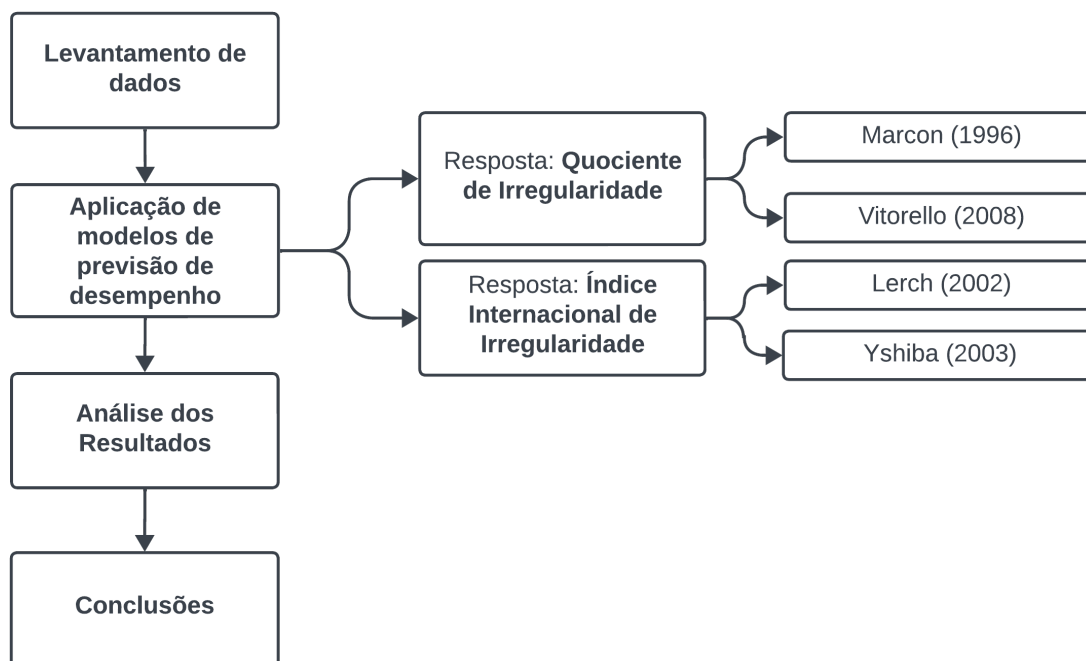 Levantamento de
dados
Aplicação de
modelos de
previsão de
desempenho
Análise dos
Resultados
Conclusões
Resposta: Quociente
de Irregularidade
Resposta: Índice
Internacional de
Irregularidade
Marcon (1996)
Vitorello (2008)
Lerch (2002)
Yshiba (2003)